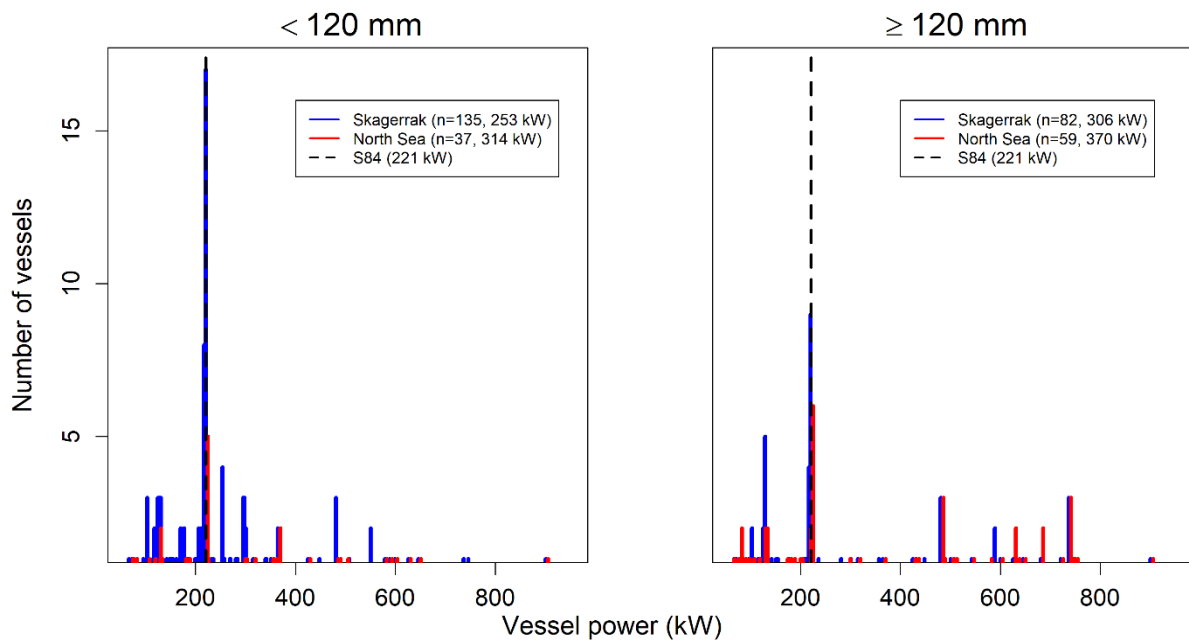 < 120 mm
≥ 120 mm
Skagerrak (n=135, 253 kW)
North Sea (n=37, 314 kW)
S84 (221 kW)
Skagerrak (n=82, 306 kW)
North Sea (n=59, 370 kW)
S84 (221 kW)
Number of vessels
15
10
5
200 400 600 800
200 400 600 800
Vessel power (kW)